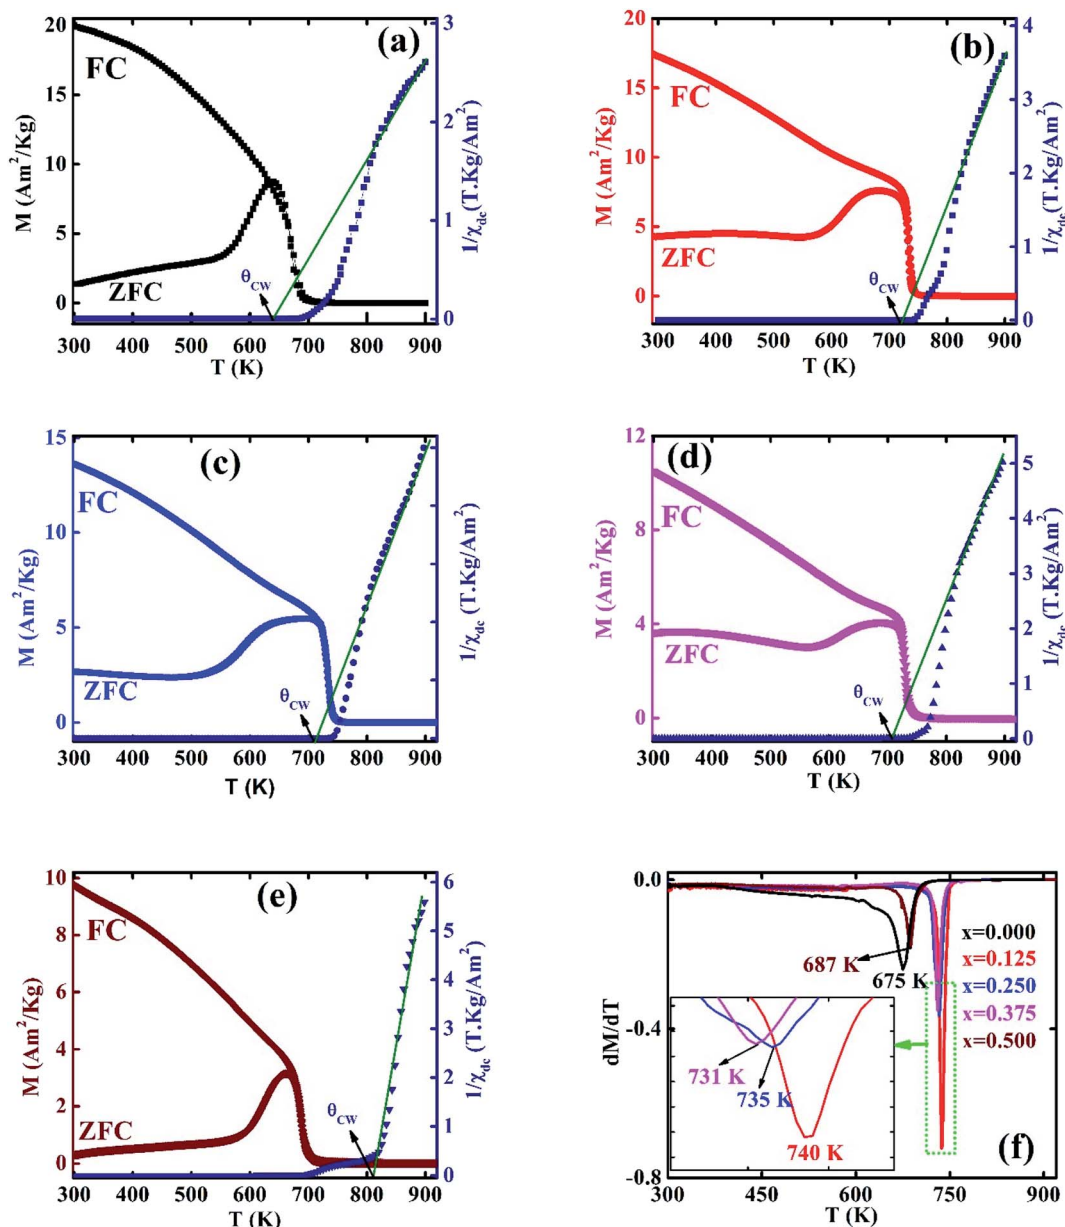 (a)
FC
ZFC
θCW
M (Am²/Kg)
20
15
10
5
0
1/χdc(T.Kg/Am²)
3
2
1
0
300 400 500 600 700 800 900
T (K)
(b)
FC
ZFC
θCW
M (Am²/Kg)
20
15
10
5
0
1/χdc(T.Kg/Am²)
4
3
2
1
0
300 400 500 600 700 800 900
T (K)
(c)
FC
ZFC
θCW
M (Am²/Kg)
15
10
5
0
1/χdc (T.Kg/Am²)
300 400 500 600 700 800 900
T (K)
(d)
FC
ZFC
θCW
M (Am²/Kg)
12
8
4
0
1/χdc (T.Kg/Am²)
5
4
3
2
1
0
300 400 500 600 700 800 900
T (K)
(e)
FC
ZFC
θCW
M (Am²/Kg)
10
8
6
4
2
0
1/χdc(T.Kg/Am²)
6
5
4
3
2
1
0
300 400 500 600 700 800 900
T (K)
(f)
dM/dT
0.0
-0.4
-0.8
x=0.000
x=0.125
x=0.250
x=0.375
x=0.500
687 K
675 K
731 K
735 K
740 K
300 450 600 750 900
T (K)